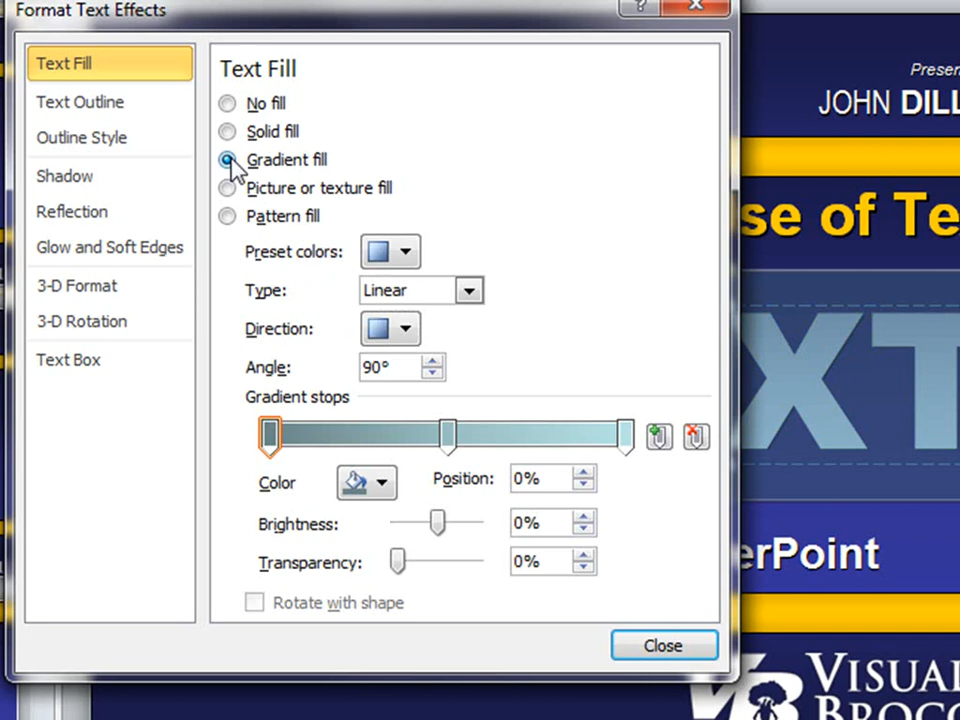 Format Text Effects
Text Fill
Text Outline
Outline Style
Shadow
Reflection
Glow and Soft Edges
3-D Format
3-D Rotation
Text Box
Text Fill
No fill
Solid fill
Gradient fill
Picture or texture fill
Pattern fill
Preset colors:
Type: Linear
Direction:
Angle: 90°
Gradient stops
Color
Position: 0%
Brightness: 0%
Transparency: 0%
Rotate with shape
Close
JOHN
se of Te
XT
erPoint
VISUAL